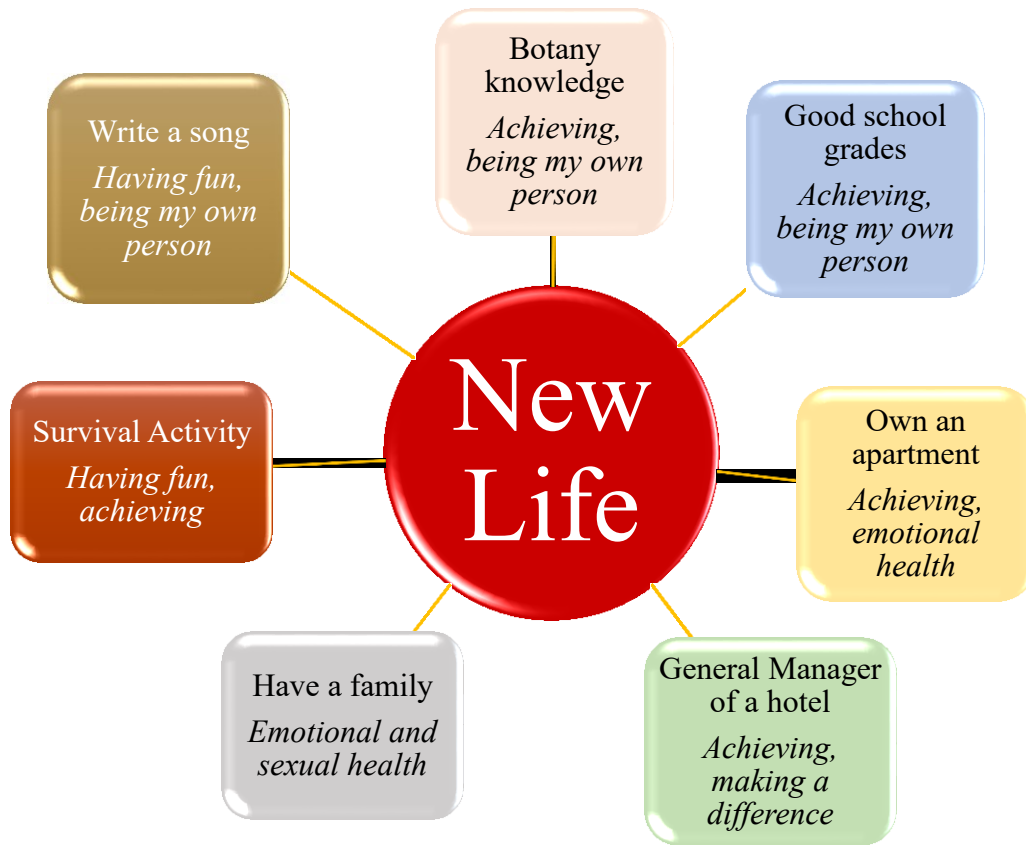 Botany
knowledge
Achieving,
being my own
person
Good school
grades
Achieving,
being my own
person
Own an
apartment
Achieving,
emotional
health
General Manager
of a hotel
Achieving,
making a
difference
Have a family
Emotional and
sexual health
Survival Activity
Having fun,
achieving
Write a song
Having fun,
being my own
person
New
Life